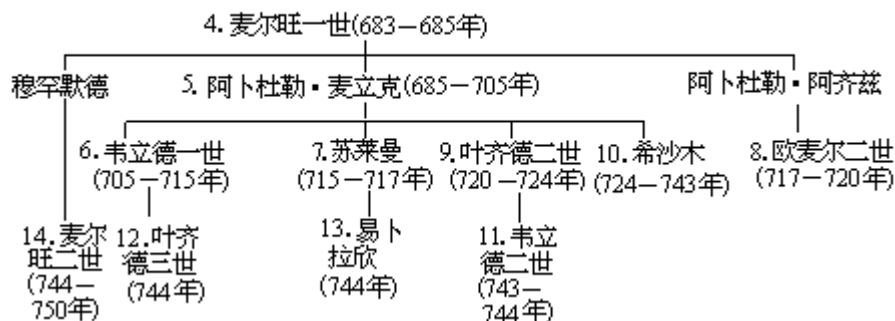 4. 麦尔旺一世(683—685年)
穆罕默德
5. 阿卜杜勒·麦立克(685—705年)
阿卜杜勒·阿齐兹
6. 韦立德一世
(705—715年)
7. 苏莱曼
(715—717年)
9. 叶齐德二世
(720—724年)
10. 希沙木
(724—743年)
8. 欧麦尔二世
(717—720年)
14. 麦尔
旺二世
(744—
750年)
12. 叶齐
德三世
(744年)
13. 易卜
拉欣
(744年)
11. 韦立
德二世
(743—
744年)